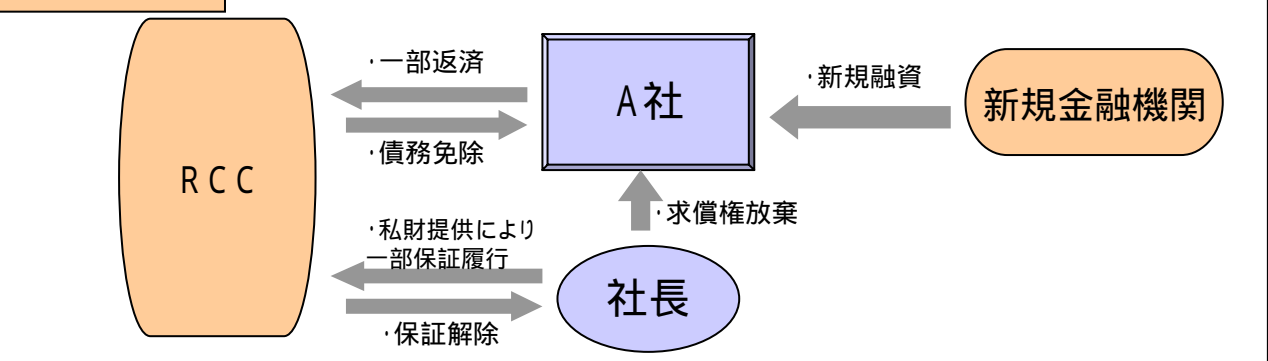 ・一部返済
A社
・新規融資
新規金融機関
・債務免除
RCC
・求償権放棄
・私財提供により
一部保証履行
社長
・保証解除